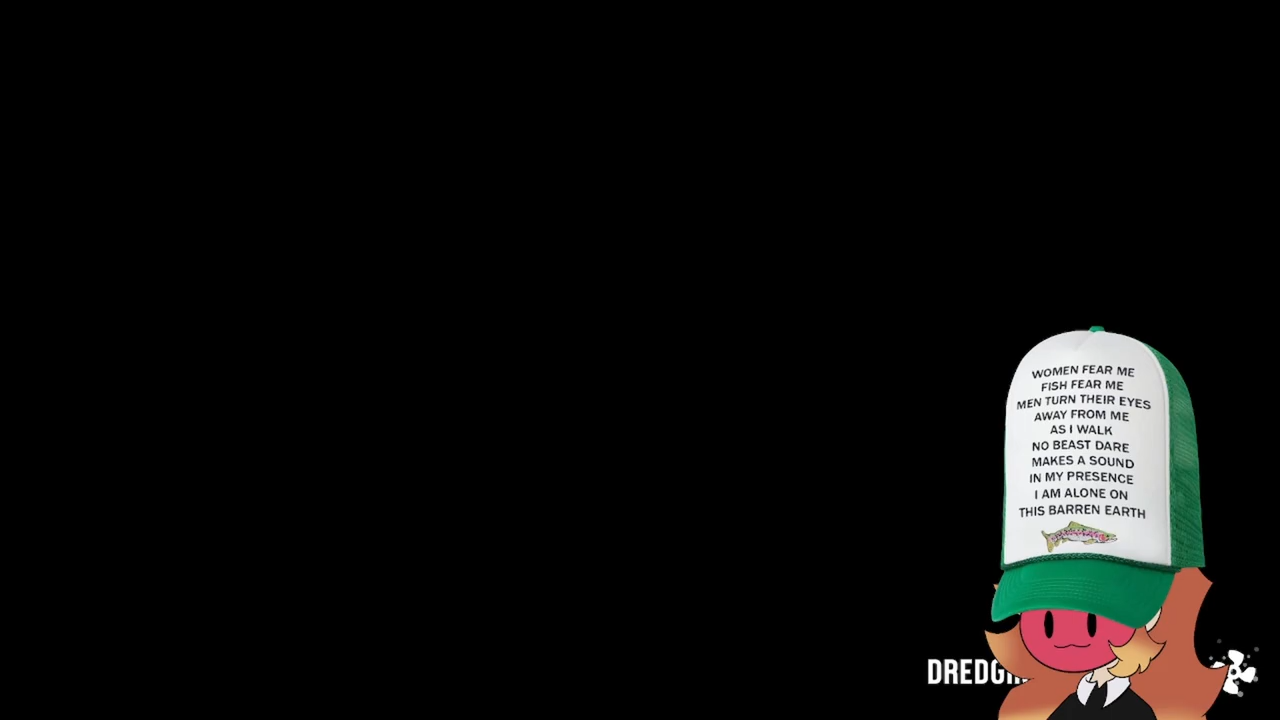 WOMEN FEAR ME
FISH FEAR ME
MEN TURN THEIR EYES
AWAY FROM ME
AS I WALK
NO BEAST DARE
MAKES A SOUND
IN MY PRESENCE
I AM ALONE ON
THIS BARREN EARTH